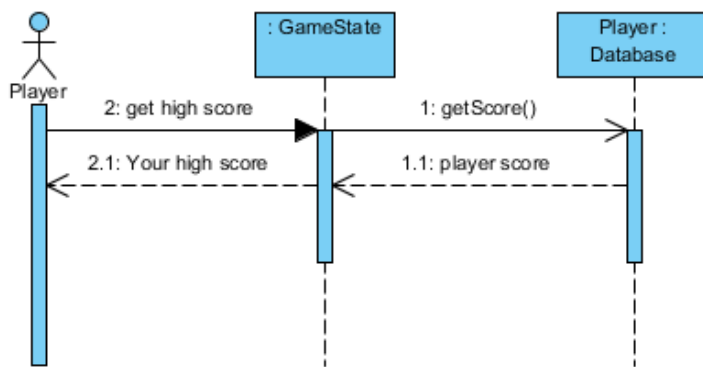 : GameState
Player :
Database
Player
2: get high score
1: getScore()
2.1: Your high score
1.1: player score